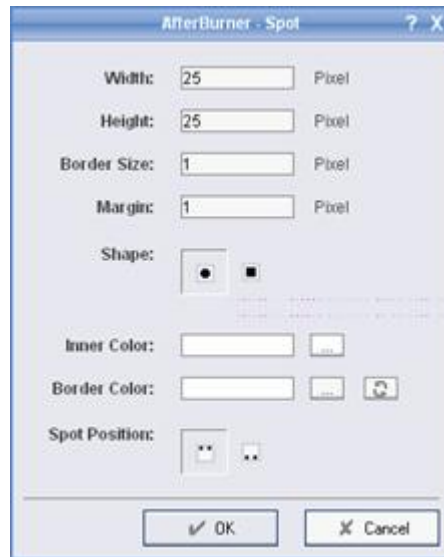 AfterBurner - Spot ? X
Width: 25 Pixel
Height: 25 Pixel
Border Size: 1 Pixel
Margin: 1 Pixel
Shape:
Inner Color: ...
Border Color: ...
Spot Position:
OK Cancel